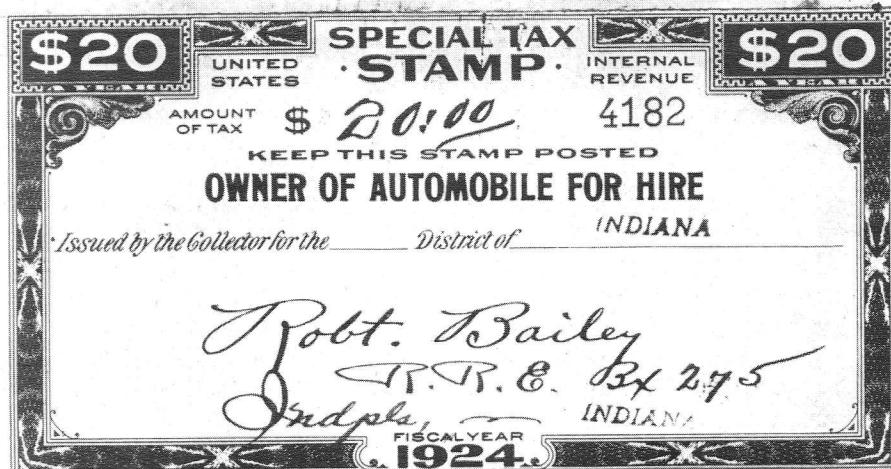 $20 SPECIAL TAX $20
UNITED STATES · STAMP · INTERNAL REVENUE
A YEAR A YEAR
AMOUNT OF TAX $ 20.00 4182
KEEP THIS STAMP POSTED
OWNER OF AUTOMOBILE FOR HIRE
Issued by the Collector for the ______ District of INDIANA
Robt. Bailey
R.R.E. Bx 275
Indpls, INDIANA
FISCAL YEAR
1924